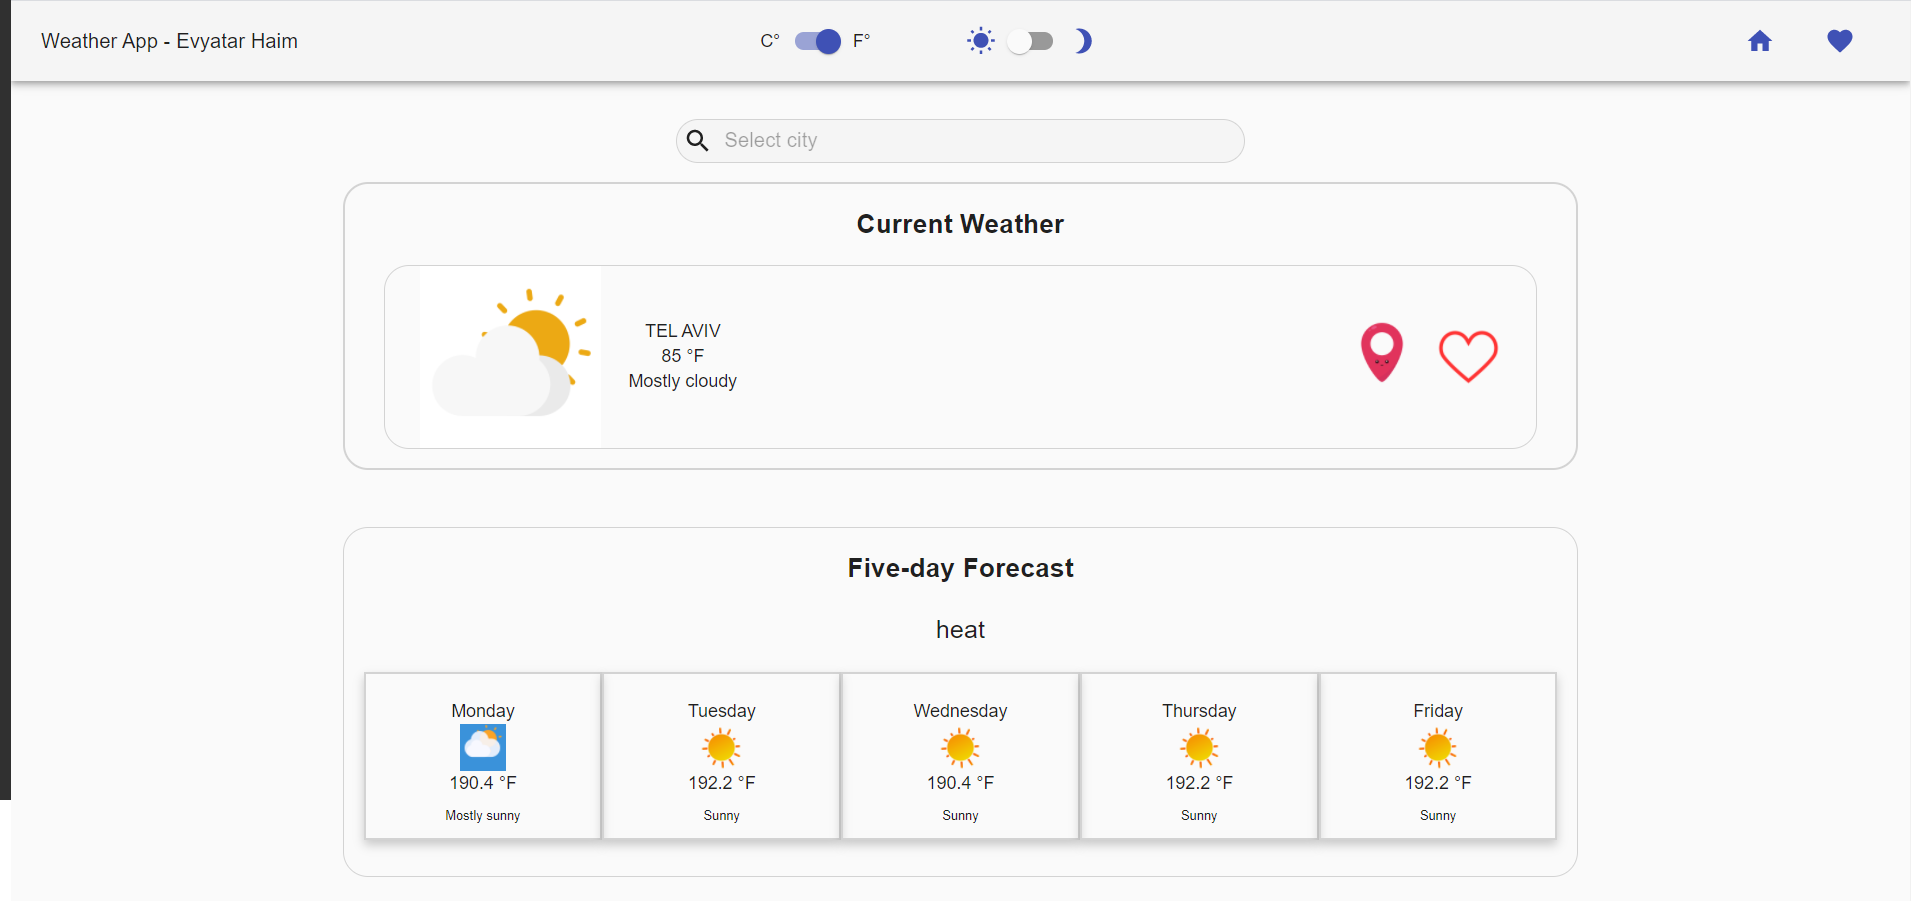 Weather App - Evyatar Haim
C° F°
Select city
Current Weather
TEL AVIV
85 °F
Mostly cloudy
Five-day Forecast
heat
Monday
190.4 °F
Mostly sunny
Tuesday
192.2 °F
Sunny
Wednesday
190.4 °F
Sunny
Thursday
192.2 °F
Sunny
Friday
192.2 °F
Sunny